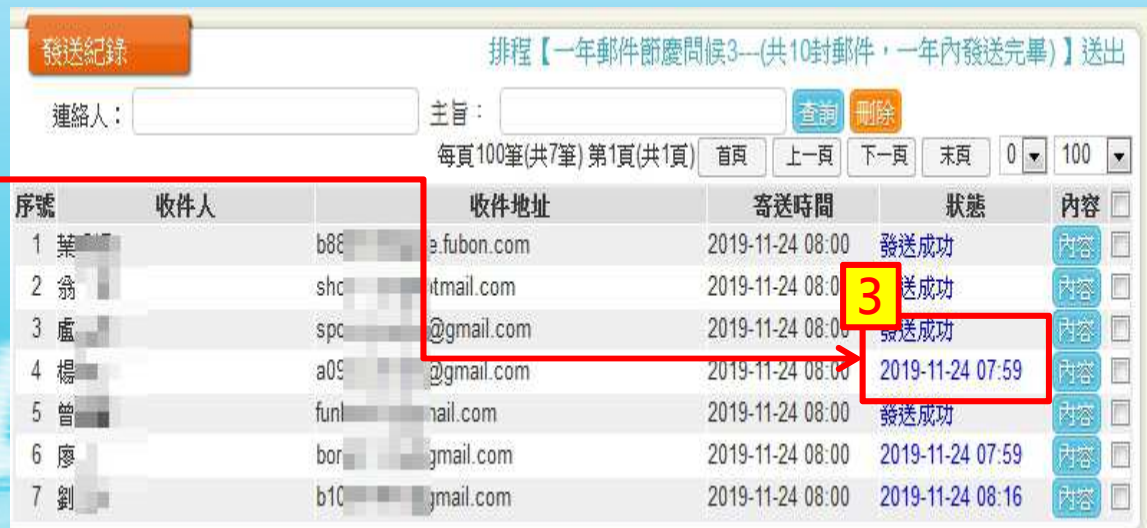 發送紀錄
排程【一年郵件節慶問候3---(共10封郵件，一年內發送完畢)】送出
連絡人： 主旨： 查詢 刪除
每頁100筆(共7筆) 第1頁(共1頁) 首頁 上一頁 下一頁 末頁 0 100
序號 收件人 收件地址 寄送時間 狀態 內容
1 葉 b88 e.fubon.com 2019-11-24 08:00 發送成功 內容
2 翁 shc tmail.com 2019-11-24 08:0 送成功 內容
3 盧 spc @gmail.com 2019-11-24 08:00 發送成功 內容
4 楊 a09 @gmail.com 2019-11-24 08:00 2019-11-24 07:59 內容
5 曾 funl ail.com 2019-11-24 08:00 發送成功 內容
6 廖 bor gmail.com 2019-11-24 08:00 2019-11-24 07:59 內容
7 劉 b10 gmail.com 2019-11-24 08:00 2019-11-24 08:16 內容
3